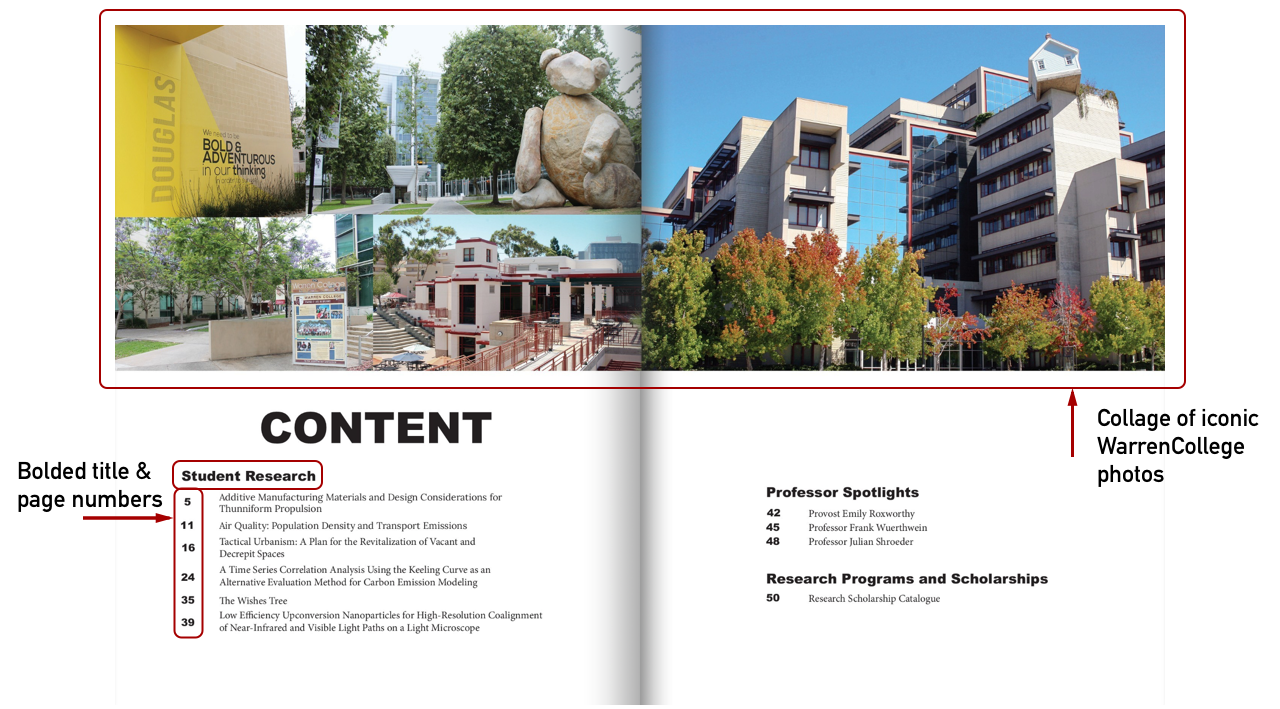 DOUGLAS
We need to be
BOLD &
ADVENTUROUS
in our thinking
Warren College
WARREN COLLEGE
CONTENT
Bolded title &
page numbers
Student Research
5 Additive Manufacturing Materials and Design Considerations for
Thunniform Propulsion
11 Air Quality: Population Density and Transport Emissions
16 Tactical Urbanism: A Plan for the Revitalization of Vacant and
Decrepit Spaces
24 A Time Series Correlation Analysis Using the Keeling Curve as an
Alternative Evaluation Method for Carbon Emission Modeling
35 The Wishes Tree
39 Low Efficiency Upconversion Nanoparticles for High-Resolution Coalignment
of Near-Infrared and Visible Light Paths on a Light Microscope
Collage of iconic
WarrenCollege
photos
Professor Spotlights
42 Provost Emily Roxworthy
45 Professor Frank Wuerthwein
48 Professor Julian Shroeder
Research Programs and Scholarships
50 Research Scholarship Catalogue